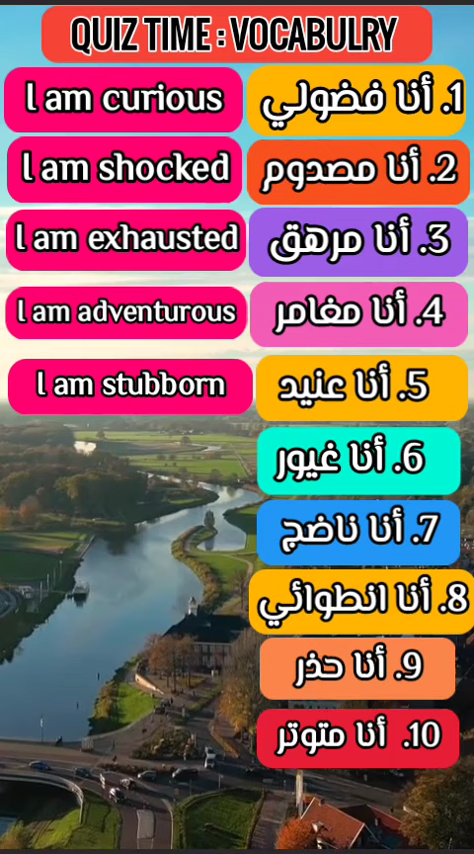 QUIZ TIME : VOCABULRY
I am curious
1. أنا فضولي
I am shocked
2. أنا مصدوم
I am exhausted
3. أنا مرهق
I am adventurous
4. أنا مغامر
I am stubborn
5. أنا عنيد
6. أنا غيور
7. أنا ناضج
8. أنا انطوائي
9. أنا حذر
10. أنا متوتر